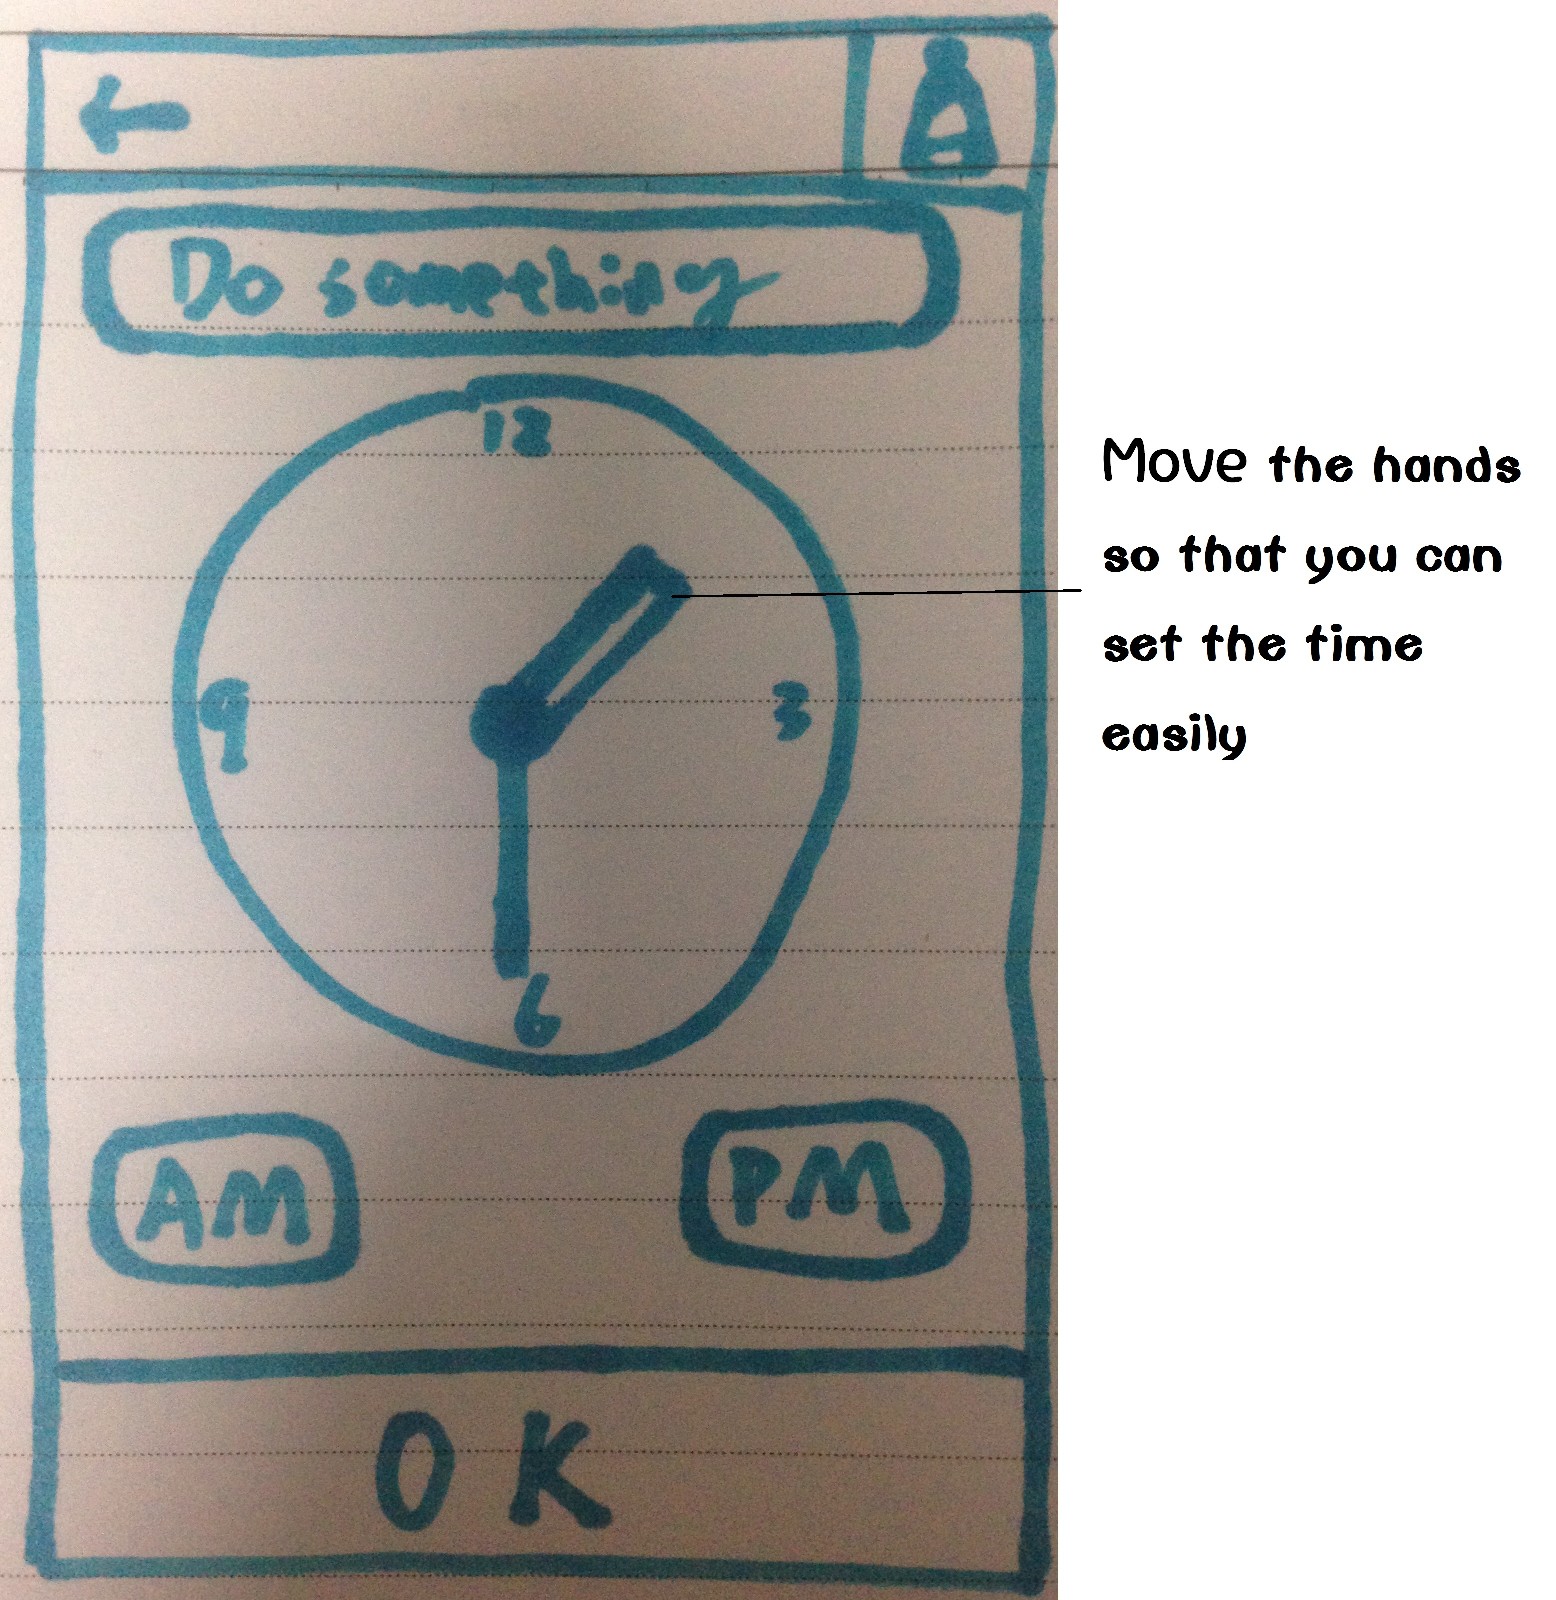 Do something
12
9
3
6
AM
PM
OK
Move the hands
so that you can
set the time
easily